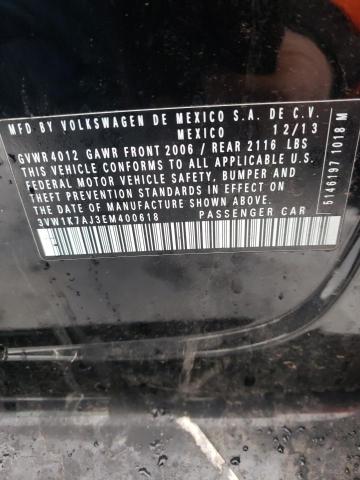 MFD BY VOLKSWAGEN DE MEXICO S.A. DE C.V.
MEXICO 12/13
GVWR4012 GAWR FRONT 2006 / REAR 2116 LBS
THIS VEHICLE CONFORMS TO ALL APPLICABLE
FEDERAL MOTOR VEHICLE SAFETY, BUMPER AND
THEFT PREVENTION STANDARDS IN EFFECT ON
THE DATE OF MANUFACTURE SHOWN ABOVE.
3VW1K7AJ3EM400618 PASSENGER CAR
5146197 1018 M